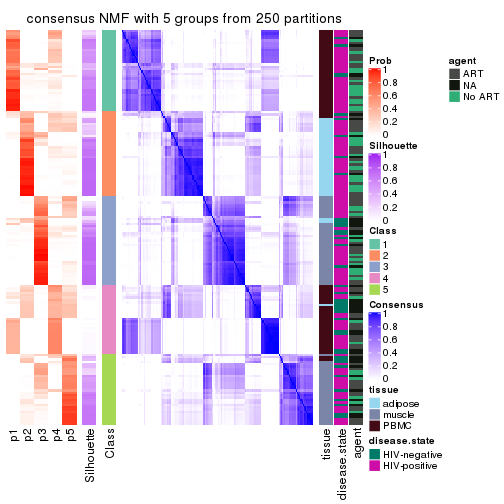 consensus NMF with 5 groups from 250 partitions
p1
p2
p3
p4
p5
Silhouette
Class
tissue
disease.state
agent
Prob
1
0.8
0.6
0.4
0.2
0
Silhouette
1
0.8
0.6
0.4
0.2
0
Class
1
2
3
4
5
Consensus
1
0.8
0.6
0.4
0.2
0
tissue
adipose
muscle
PBMC
disease.state
HIV-negative
HIV-positive
agent
ART
NA
No ART